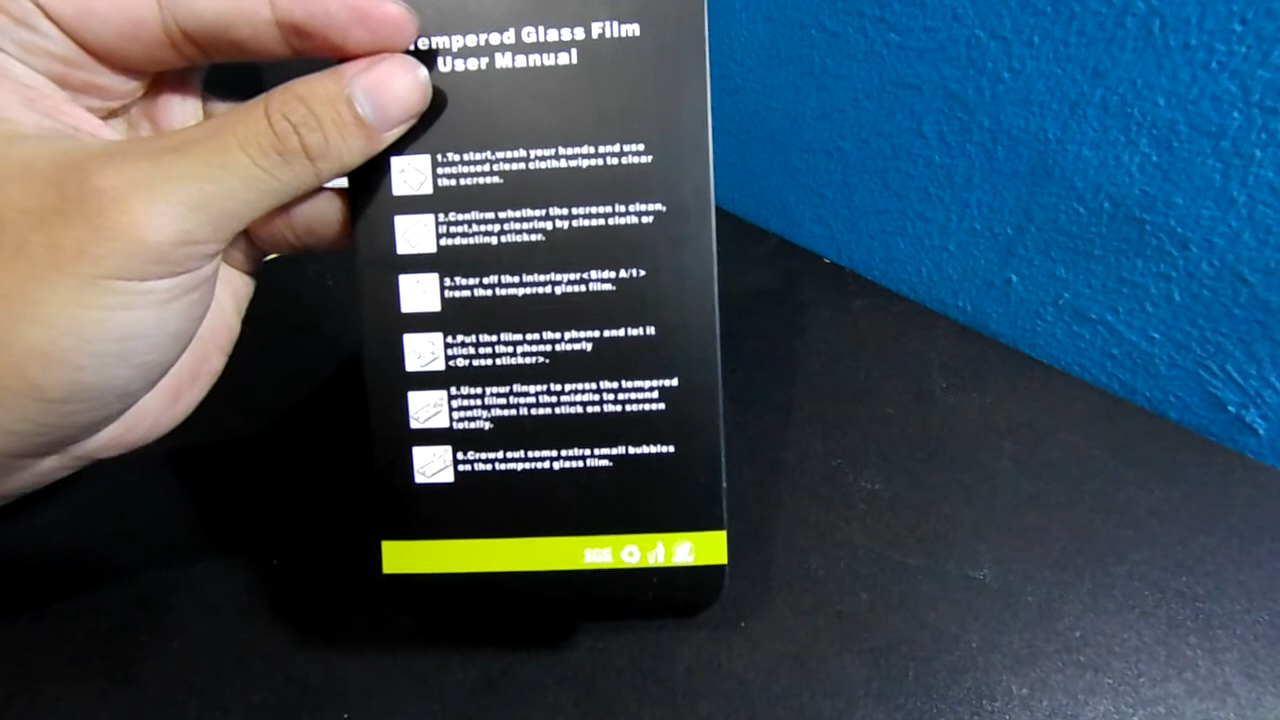 Tempered Glass Film
User Manual
1.To start,wash your hands and use
enclosed clean cloth&wipes to clear
the screen.
2.Confirm whether the screen is clean,
if not,keep clearing by clean cloth or
dedusting sticker.
3.Tear off the interlayer<Side A/1>
from the tempered glass film.
4.Put the film on the phone and let it
stick on the phone slowly
<Or use sticker>.
5.Use your finger to press the tempered
glass film from the middle to around
gently,then it can stick on the screen
totally.
6.Crowd out some extra small bubbles
on the tempered glass film.
SGS